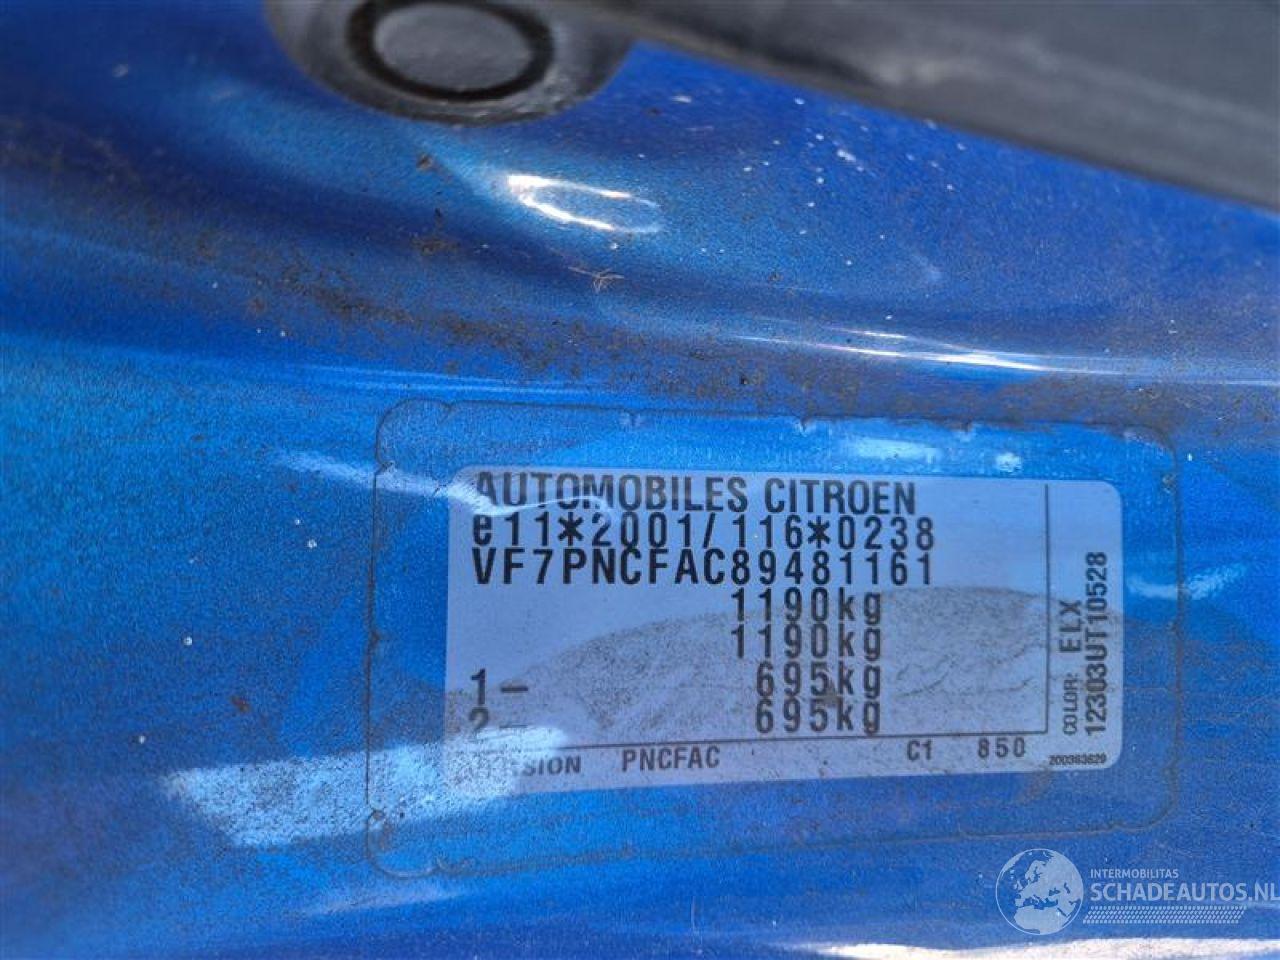 AUTOMOBILES CITROEN
e11*2001/116*0238
VF7PNCFAC89481161
1190kg
1190kg
1- 695kg
2- 695kg
PNCFAC C1 850
COLOR: ELX
12303UT10528
200383629
INTERMOBILITAS
SCHADEAUTOS.NL